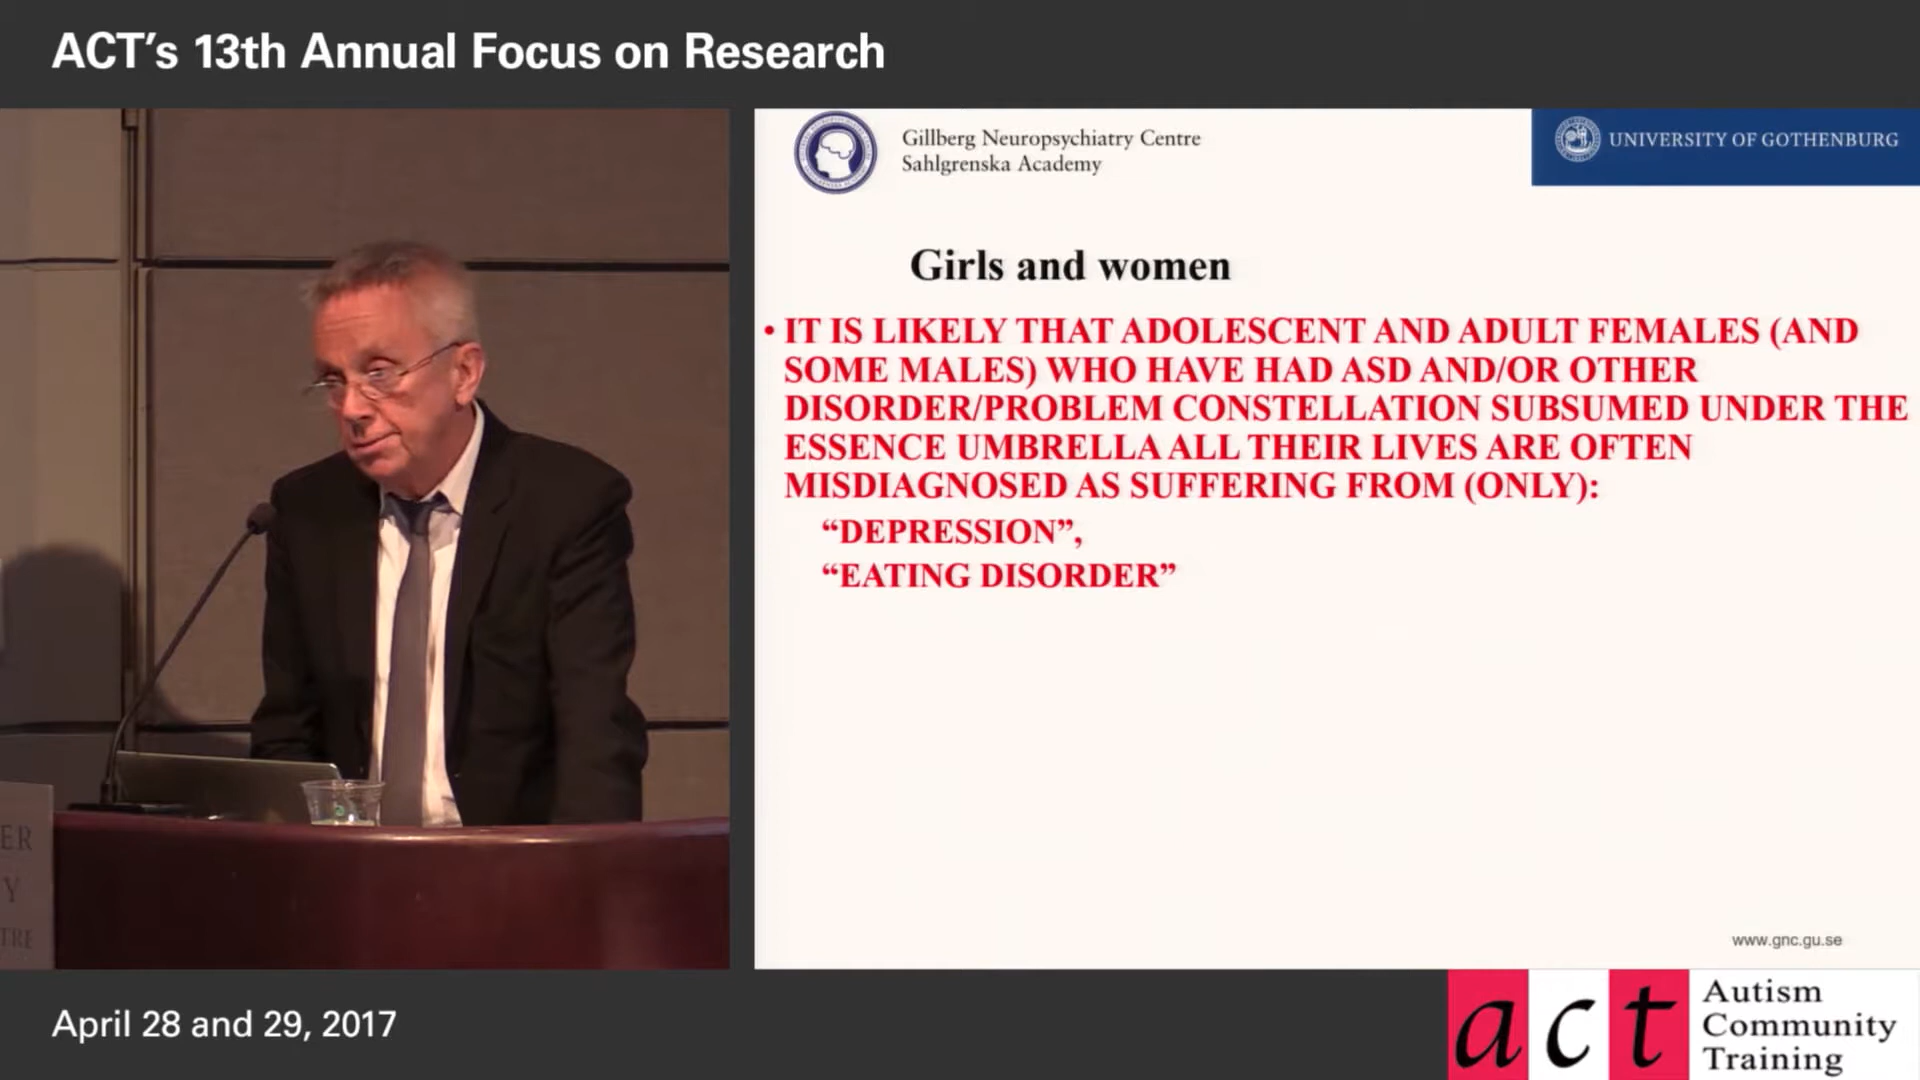 ACT's 13th Annual Focus on Research
Gillberg Neuropsychiatry Centre
Sahlgrenska Academy
UNIVERSITY OF GOTHENBURG
Girls and women
• IT IS LIKELY THAT ADOLESCENT AND ADULT FEMALES (AND
SOME MALES) WHO HAVE HAD ASD AND/OR OTHER
DISORDER/PROBLEM CONSTELLATION SUBSUMED UNDER THE
ESSENCE UMBRELLA ALL THEIR LIVES ARE OFTEN
MISDIAGNOSED AS SUFFERING FROM (ONLY):
“DEPRESSION”,
“EATING DISORDER”
www.gnc.gu.se
ER
Y
TRE
April 28 and 29, 2017
act
Autism
Community
Training